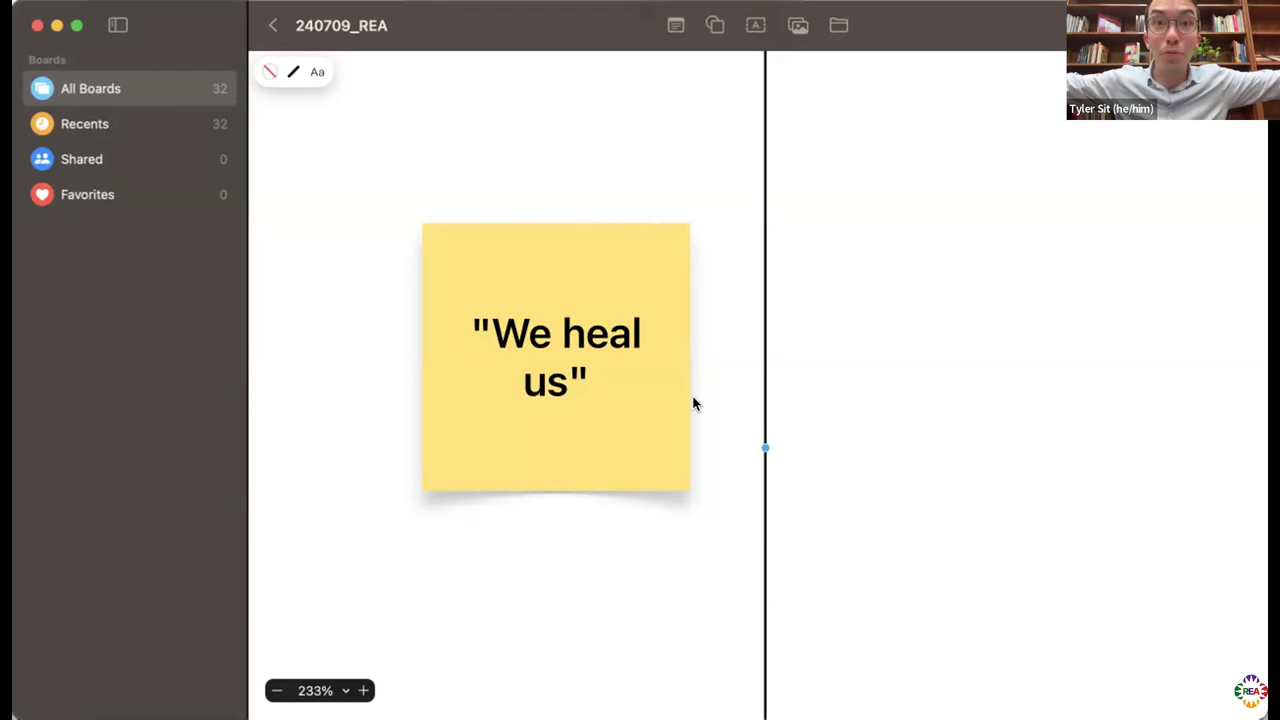 240709_REA
Boards
All Boards 32
Recents 32
Shared 0
Favorites 0
Aa
A
"We heal
us"
233%
Tyler Sit (he/him)
REA